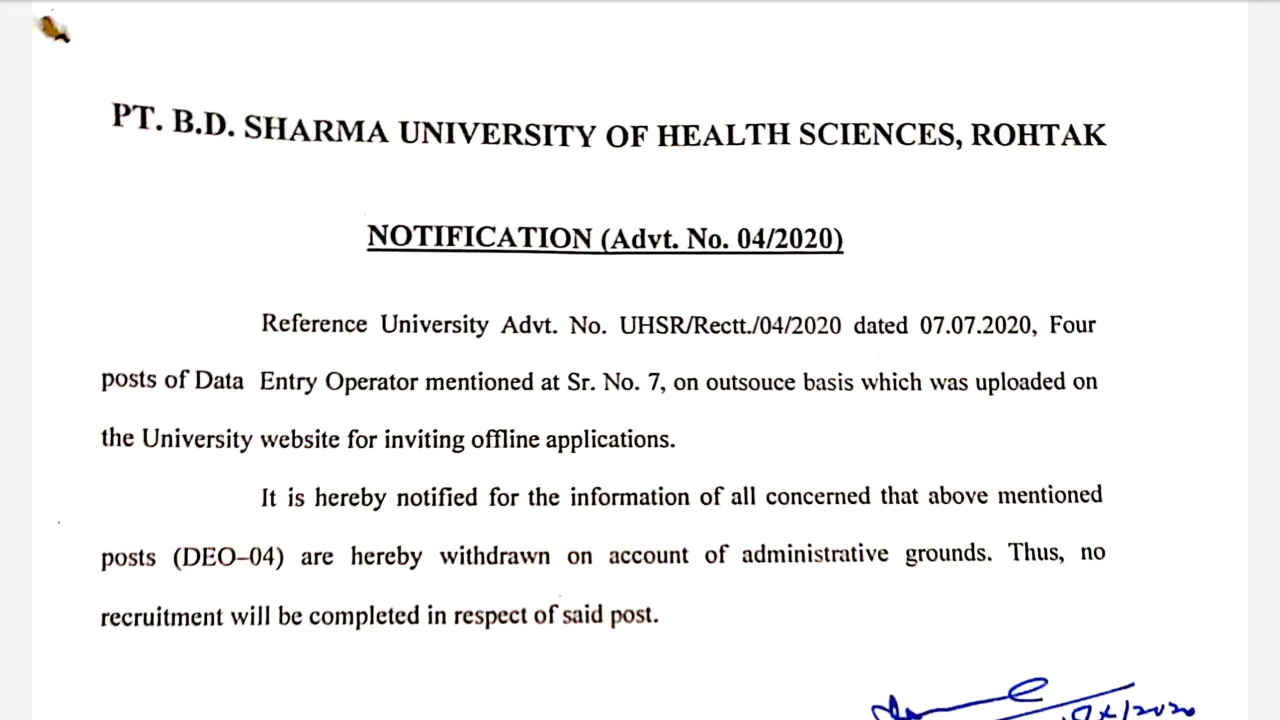 PT. B.D. SHARMA UNIVERSITY OF HEALTH SCIENCES, ROHTAK
NOTIFICATION (Advt. No. 04/2020)
Reference University Advt. No. UHSR/Rectt./04/2020 dated 07.07.2020, Four
posts of Data Entry Operator mentioned at Sr. No. 7, on outsouce basis which was uploaded on
the University website for inviting offline applications.
It is hereby notified for the information of all concerned that above mentioned
posts (DEO–04) are hereby withdrawn on account of administrative grounds. Thus, no
recruitment will be completed in respect of said post.